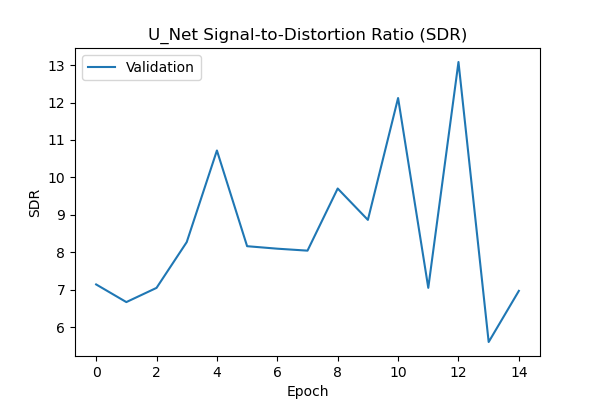 U_Net Signal-to-Distortion Ratio (SDR)
Validation
13
12
11
10
9
8
7
6
SDR
0 2 4 6 8 10 12 14
Epoch